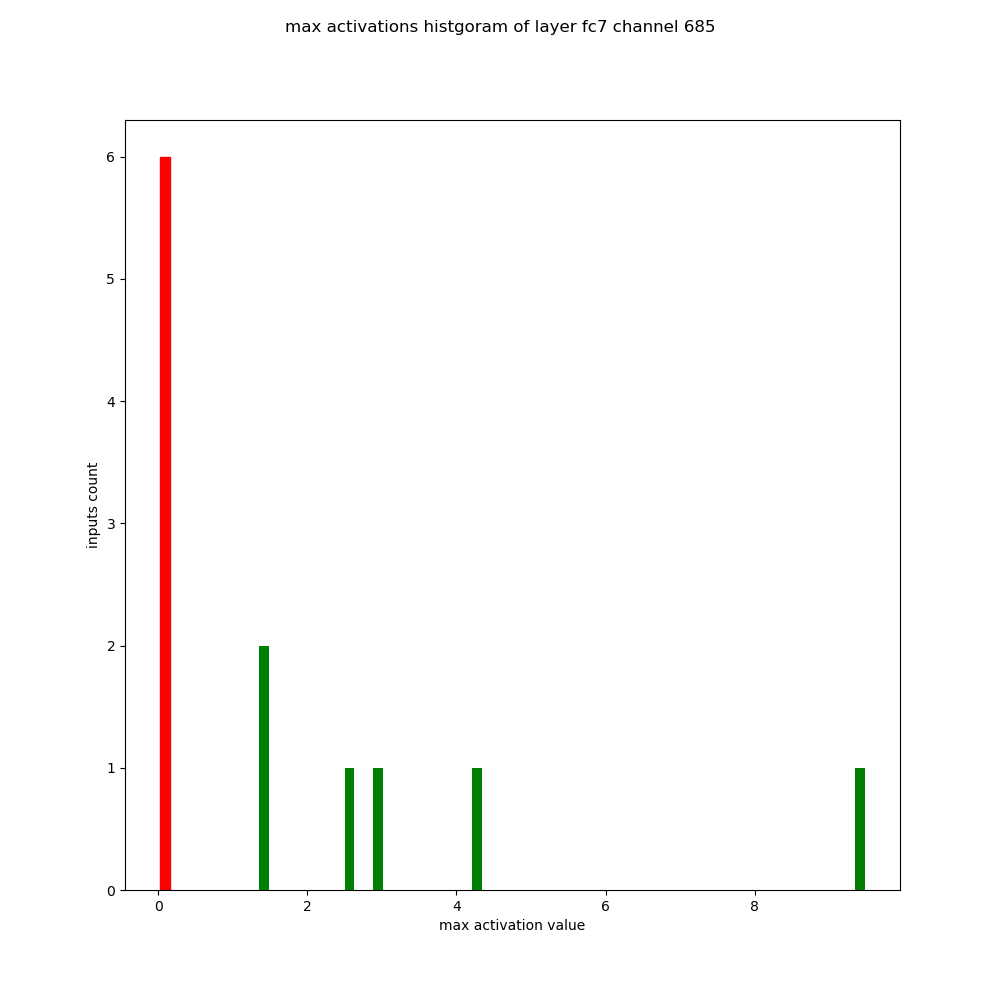 max activations histgoram of layer fc7 channel 685
6
5
4
3
2
1
0
inputs count
0 2 4 6 8
max activation value